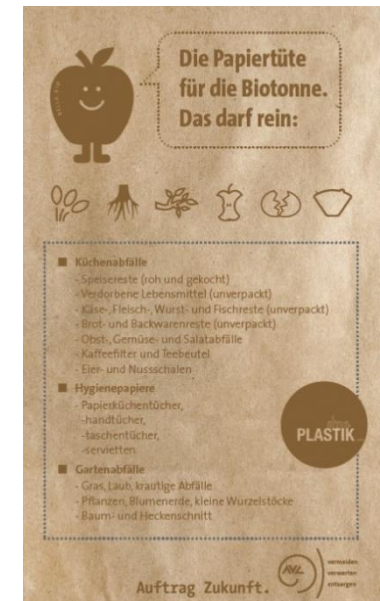 Die Papiertüte
für die Biotonne.
Das darf rein:
■ Küchenabfälle
- Speisereste (roh und gekocht)
- Verdorbene Lebensmittel (unverpackt)
- Käse-, Fleisch-, Wurst- und Fischreste (unverpackt)
- Brot- und Backwarenreste (unverpackt)
- Obst-, Gemüse- und Salatabfälle
- Kaffeefilter und Teebeutel
- Eier- und Nussschalen
■ Hygienepapiere
- Papierküchentücher,
-handtücher,
-taschentücher,
-servietten
■ Gartenabfälle
- Gras, Laub, krautige Abfälle
- Pflanzen, Blumenerde, kleine Wurzelstöcke
- Baum- und Heckenschnitt
PLASTIK
Auftrag Zukunft.
AVL
vermeiden
verwerten
entsorgen